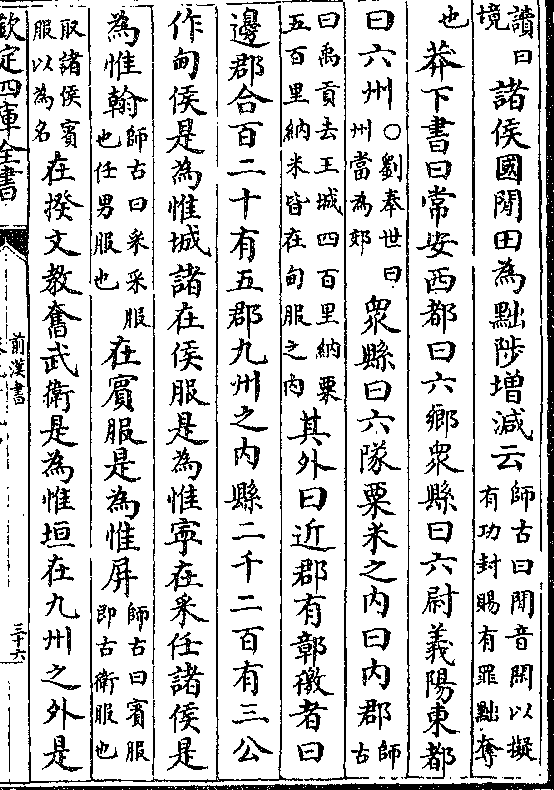 讀曰境諸侯國閒田為黜陟增減云師古曰閒音閑以擬有功封賜有罪黜奪
也莽下書曰常安西都曰六鄉衆縣曰六尉義陽東都
曰六州○劉奉世曰州當為郊衆縣曰六隊粟米之内曰内郡師古
曰禹貢去王城四百里納粟五百里納米皆在甸服之内其外曰近郡有鄣徼者曰
邊郡合百二十有五郡九州之内縣二千二百有三公
作甸侯是為惟城諸在侯服是為惟寧在采任諸侯是
為惟翰師古曰采采服也任男服也在賔服是為惟屏師古曰賔服即古衛服也
取諸侯賔服以為名在揆文教奮武衛是為惟垣在九州之外是
欽定四庫全書
前漢書
三十六